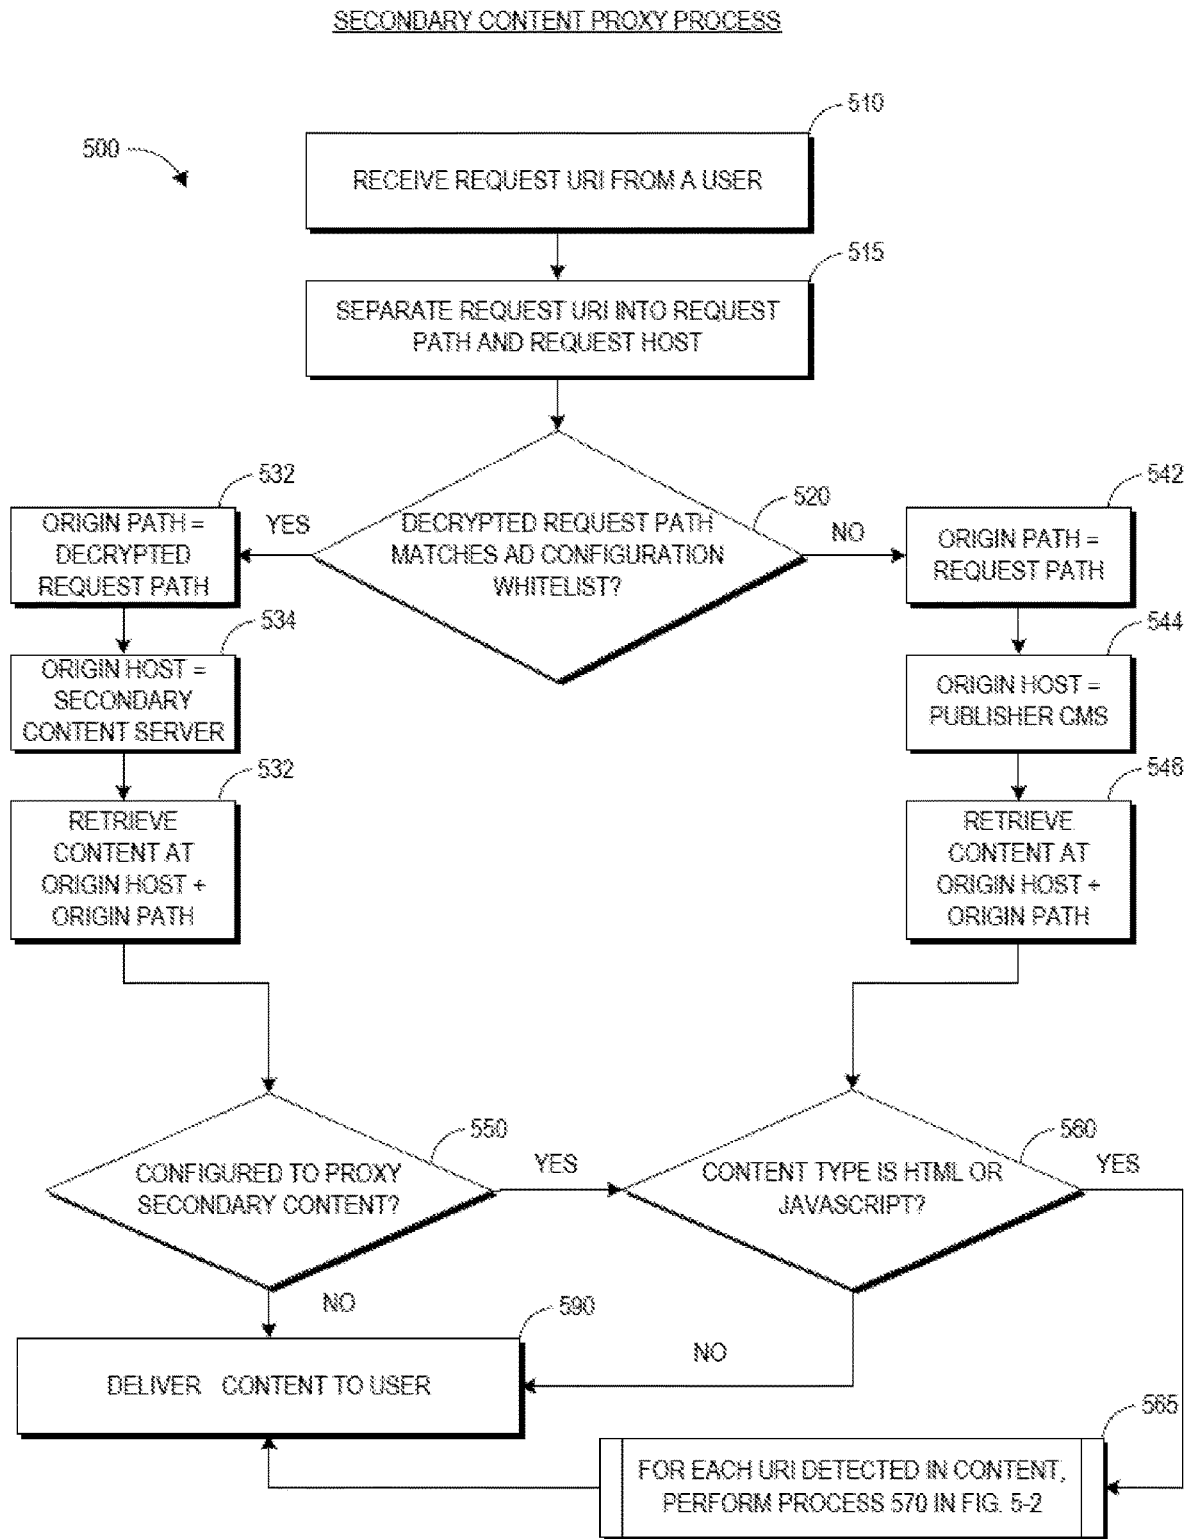 SECONDARY CONTENT PROXY PROCESS
500
510
RECEIVE REQUEST URI FROM A USER
515
SEPARATE REQUEST URI INTO REQUEST
PATH AND REQUEST HOST
520
DECRYPTED REQUEST PATH
MATCHES AD CONFIGURATION
WHITELIST?
YES
NO
532
ORIGIN PATH =
DECRYPTED
REQUEST PATH
534
ORIGIN HOST =
SECONDARY
CONTENT SERVER
532
RETRIEVE
CONTENT AT
ORIGIN HOST +
ORIGIN PATH
542
ORIGIN PATH =
REQUEST PATH
544
ORIGIN HOST =
PUBLISHER CMS
546
RETRIEVE
CONTENT AT
ORIGIN HOST +
ORIGIN PATH
550
CONFIGURED TO PROXY
SECONDARY CONTENT?
YES
NO
560
CONTENT TYPE IS HTML OR
JAVASCRIPT?
YES
NO
590
DELIVER CONTENT TO USER
565
FOR EACH URI DETECTED IN CONTENT,
PERFORM PROCESS 570 IN FIG. 5-2